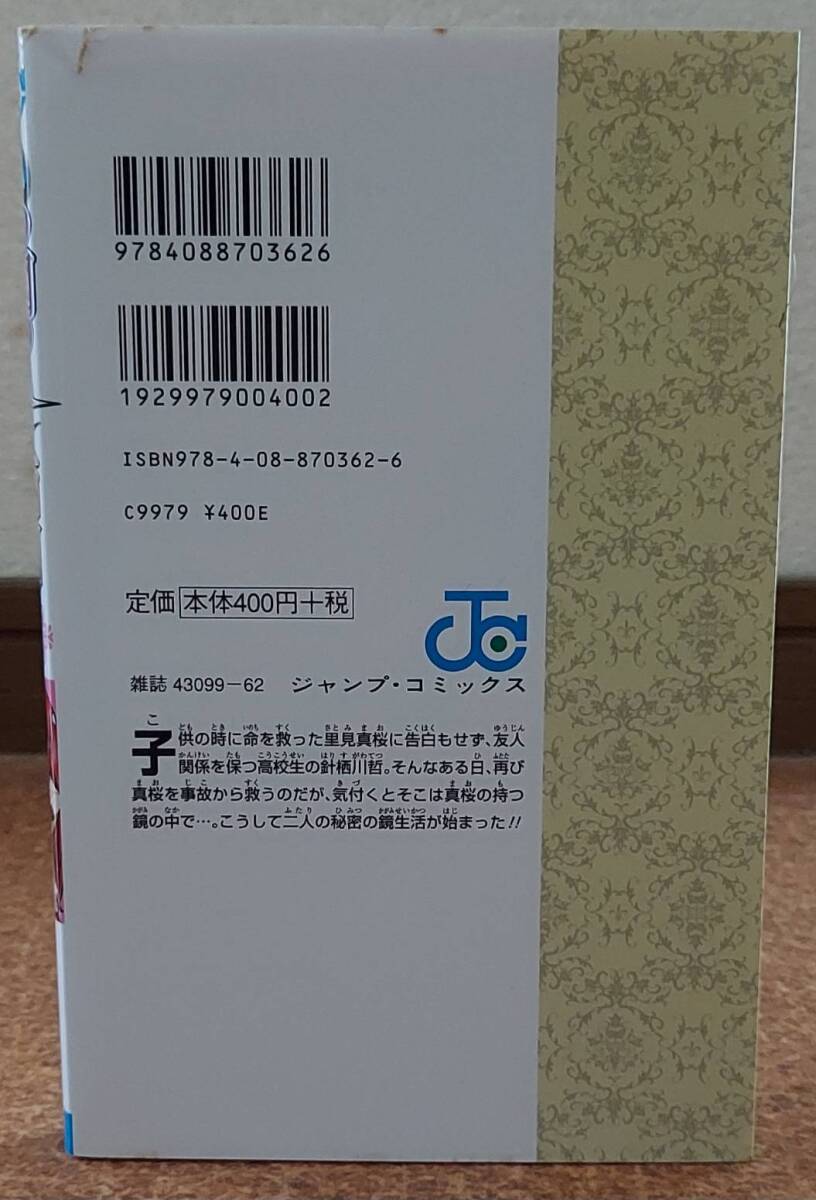 9784088703626
1929979004002
ISBN978-4-08-870362-6
C9979 ¥400E
定価 本体400円+税
JC
雑誌 43099-62 ジャンプ・コミックス
子供の時に命を救った里見真桜に告白もせず、友人
関係を保つ高校生の針栖川哲。そんなある日、再び
真桜を事故から救うのだが、気付くとそこは真桜の持つ
鏡の中で…。こうして二人の秘密の鏡生活が始まった!!